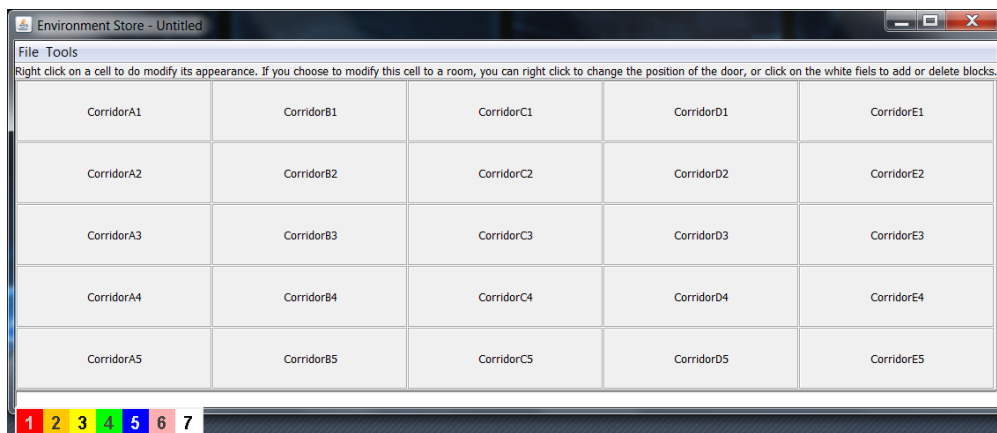 Environment Store - Untitled
File Tools
Right click on a cell to do modify its appearance. If you choose to modify this cell to a room, you can right click to change the position of the door, or click on the white fiels to add or delete blocks.
CorridorA1 CorridorB1 CorridorC1 CorridorD1 CorridorE1
CorridorA2 CorridorB2 CorridorC2 CorridorD2 CorridorE2
CorridorA3 CorridorB3 CorridorC3 CorridorD3 CorridorE3
CorridorA4 CorridorB4 CorridorC4 CorridorD4 CorridorE4
CorridorA5 CorridorB5 CorridorC5 CorridorD5 CorridorE5
1 2 3 4 5 6 7